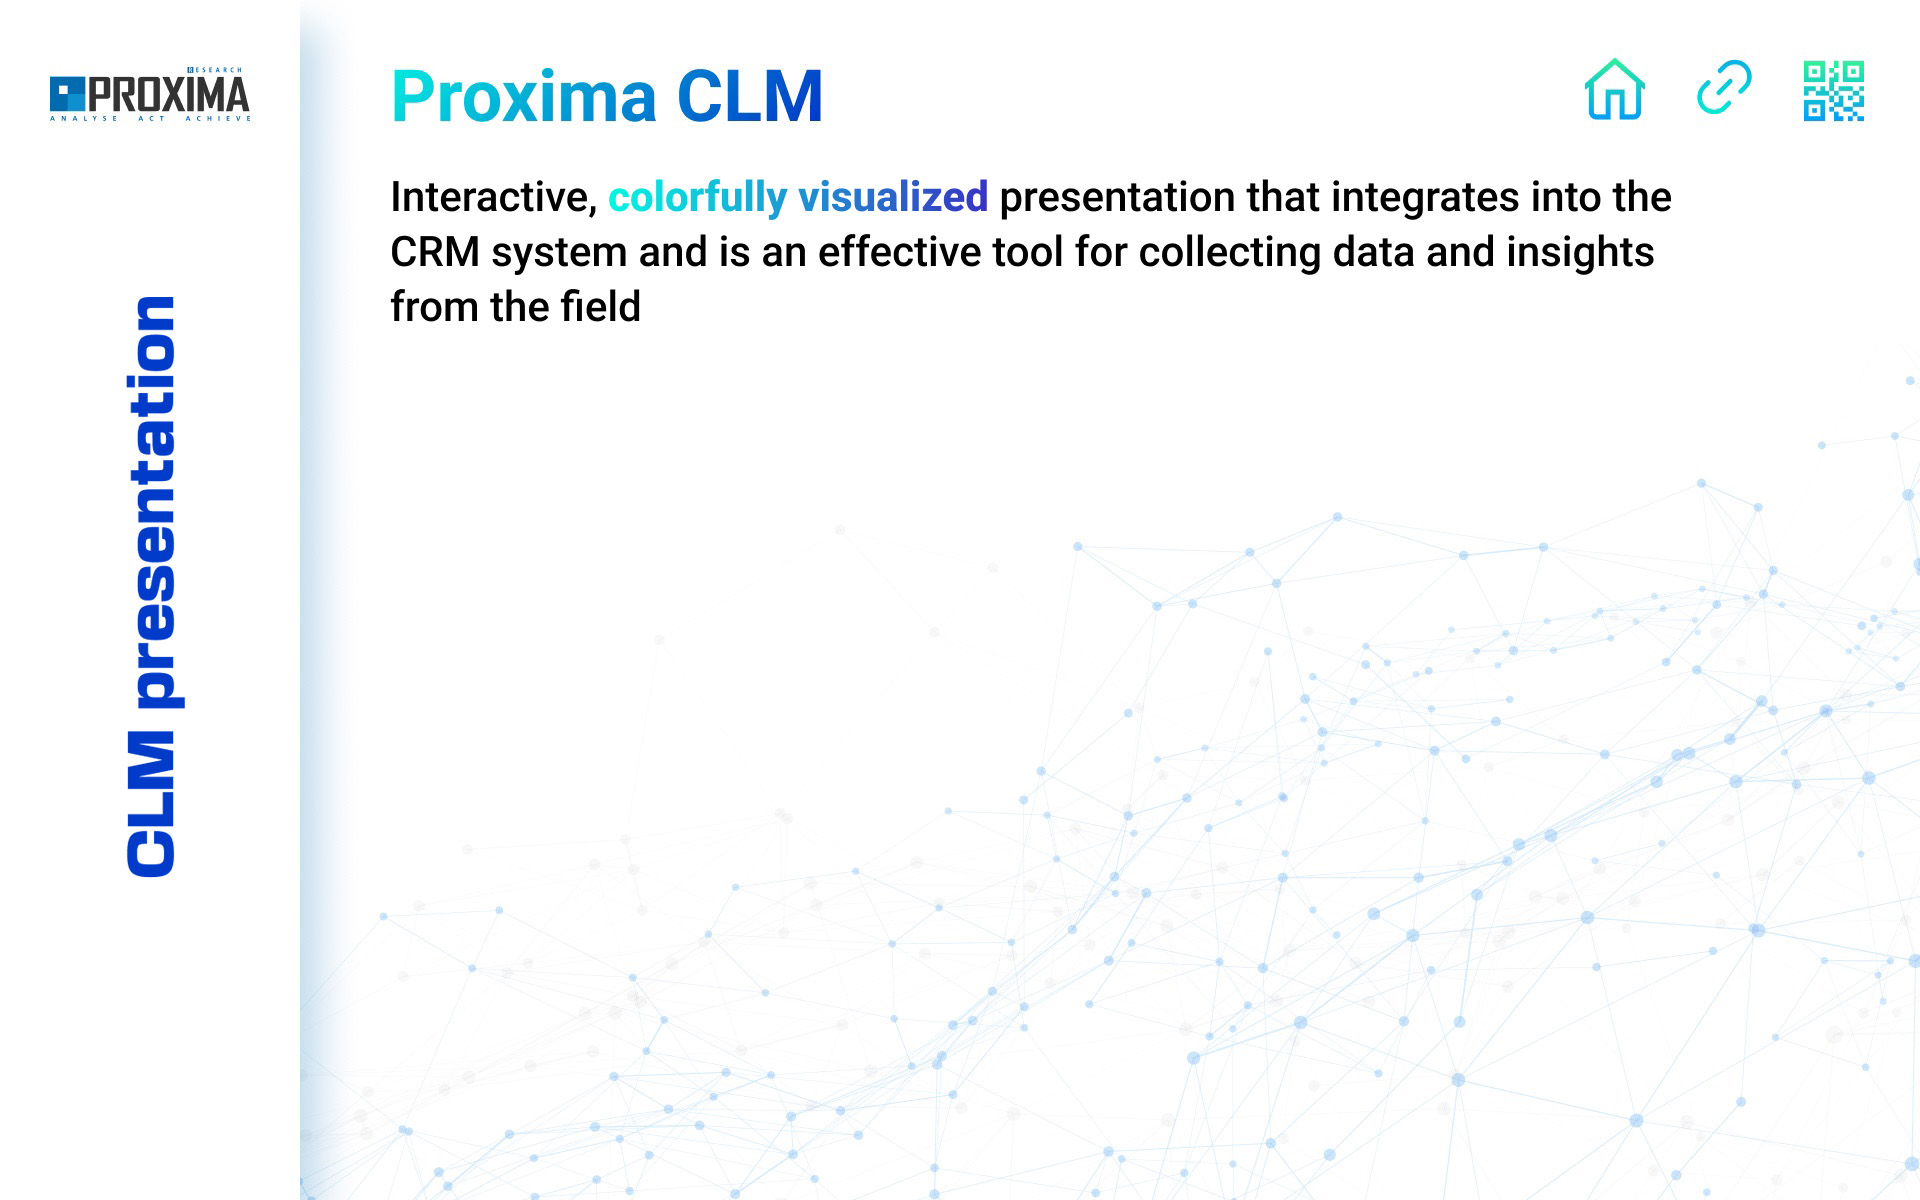 RESEARCH
PROXIMA
ANALYSE ACT ACHIEVE
CLM presentation
Proxima CLM
Interactive, colorfully visualized presentation that integrates into the
CRM system and is an effective tool for collecting data and insights
from the field